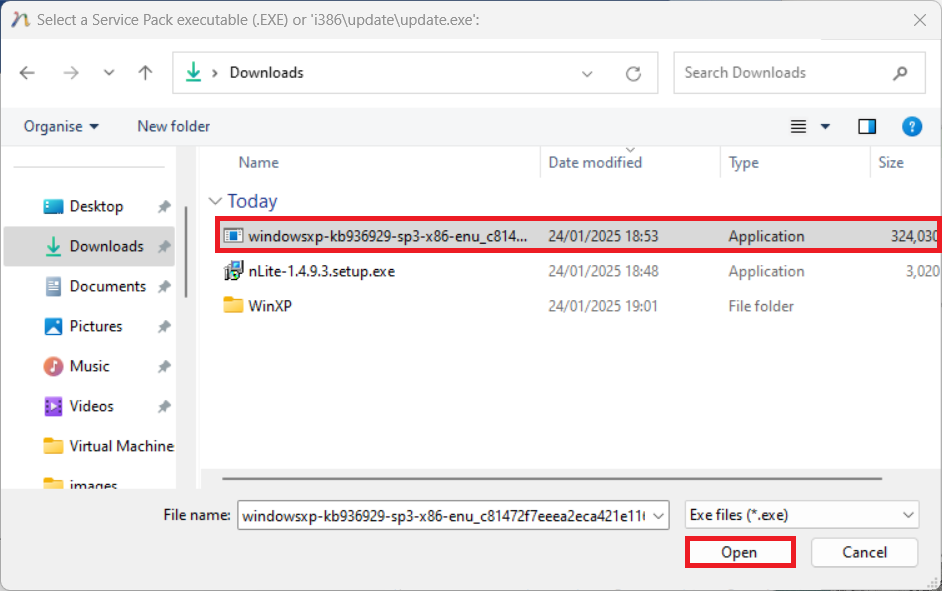 Select a Service Pack executable (.EXE) or 'i386\update\update.exe':
Downloads
Search Downloads
Organise
New folder
?
Name Date modified Type Size
Today
windowsxp-kb936929-sp3-x86-enu_c814... 24/01/2025 18:53 Application 324,030
nLite-1.4.9.3.setup.exe 24/01/2025 18:48 Application 3,020
WinXP 24/01/2025 19:01 File folder
Desktop
Downloads
Documents
Pictures
Music
Videos
Virtual Machine
images
File name: windowsxp-kb936929-sp3-x86-enu_c81472f7eeea2eca421e116 Exe files (*.exe)
Open Cancel